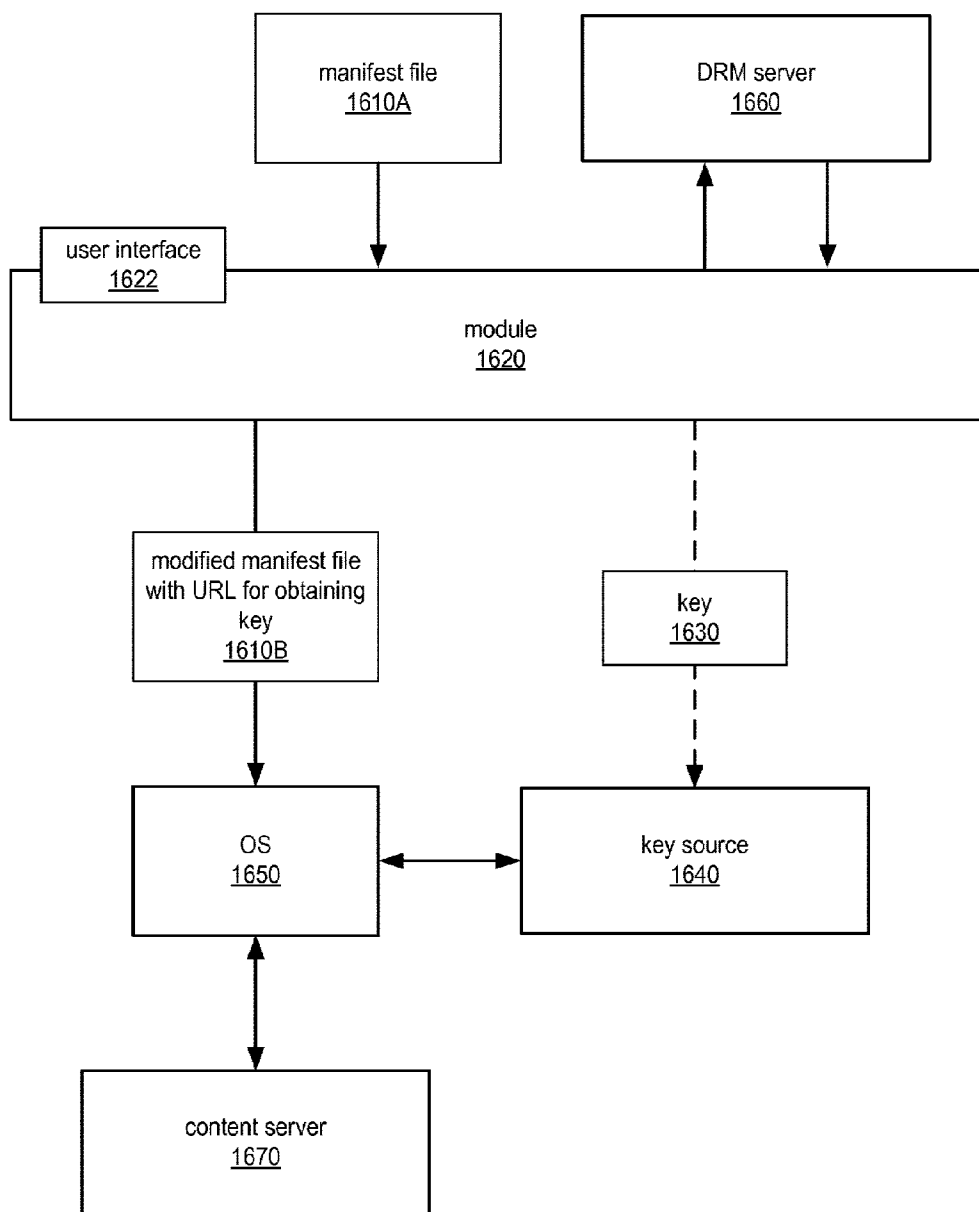 manifest file
1610A
DRM server
1660
user interface
1622
module
1620
modified manifest file
with URL for obtaining
key
1610B
key
1630
OS
1650
key source
1640
content server
1670